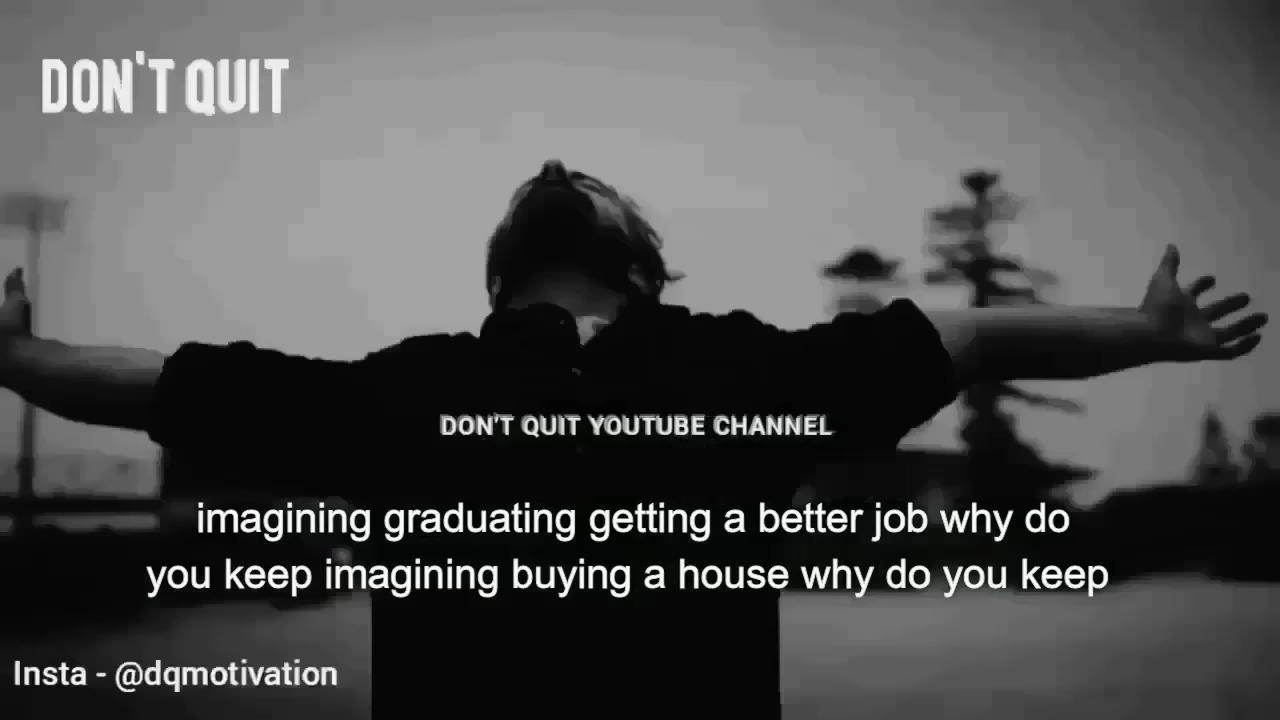 DON'T QUIT
DON'T QUIT YOUTUBE CHANNEL
imagining graduating getting a better job why do
you keep imagining buying a house why do you keep
Insta - @dqmotivation